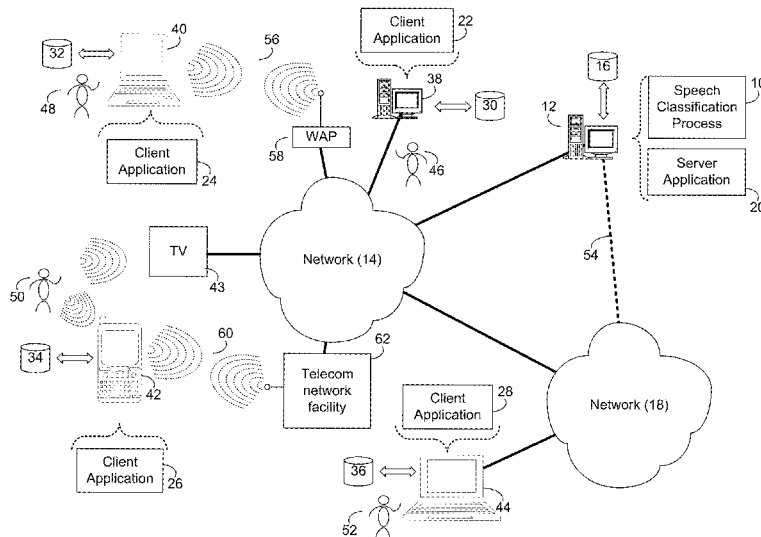 40
22
Client
Application
56
32
38
16
Speech
Classification
Process
10
48
30
12
WAP
58
Server
Application
20
Client
Application
24
46
54
TV
43
Network (14)
50
60
62
34
42
Telecom
network
facility
28
Client
Application
Network (18)
Client
Application
26
36
44
52